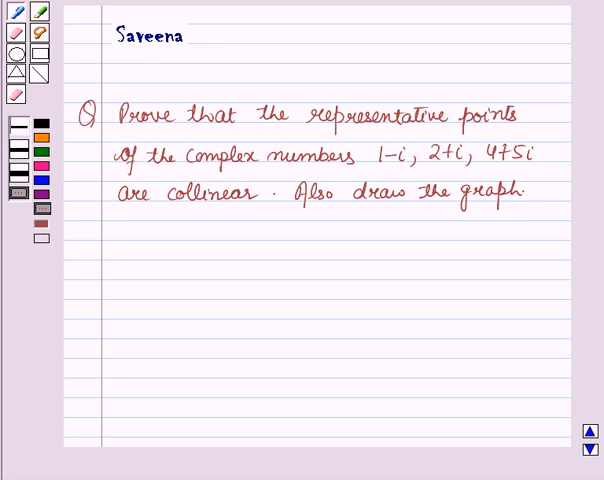 Saveena
Q Prove that the representative points
of the complex numbers 1-i, 2+i, 4+5i
are collinear. Also draw the graph.